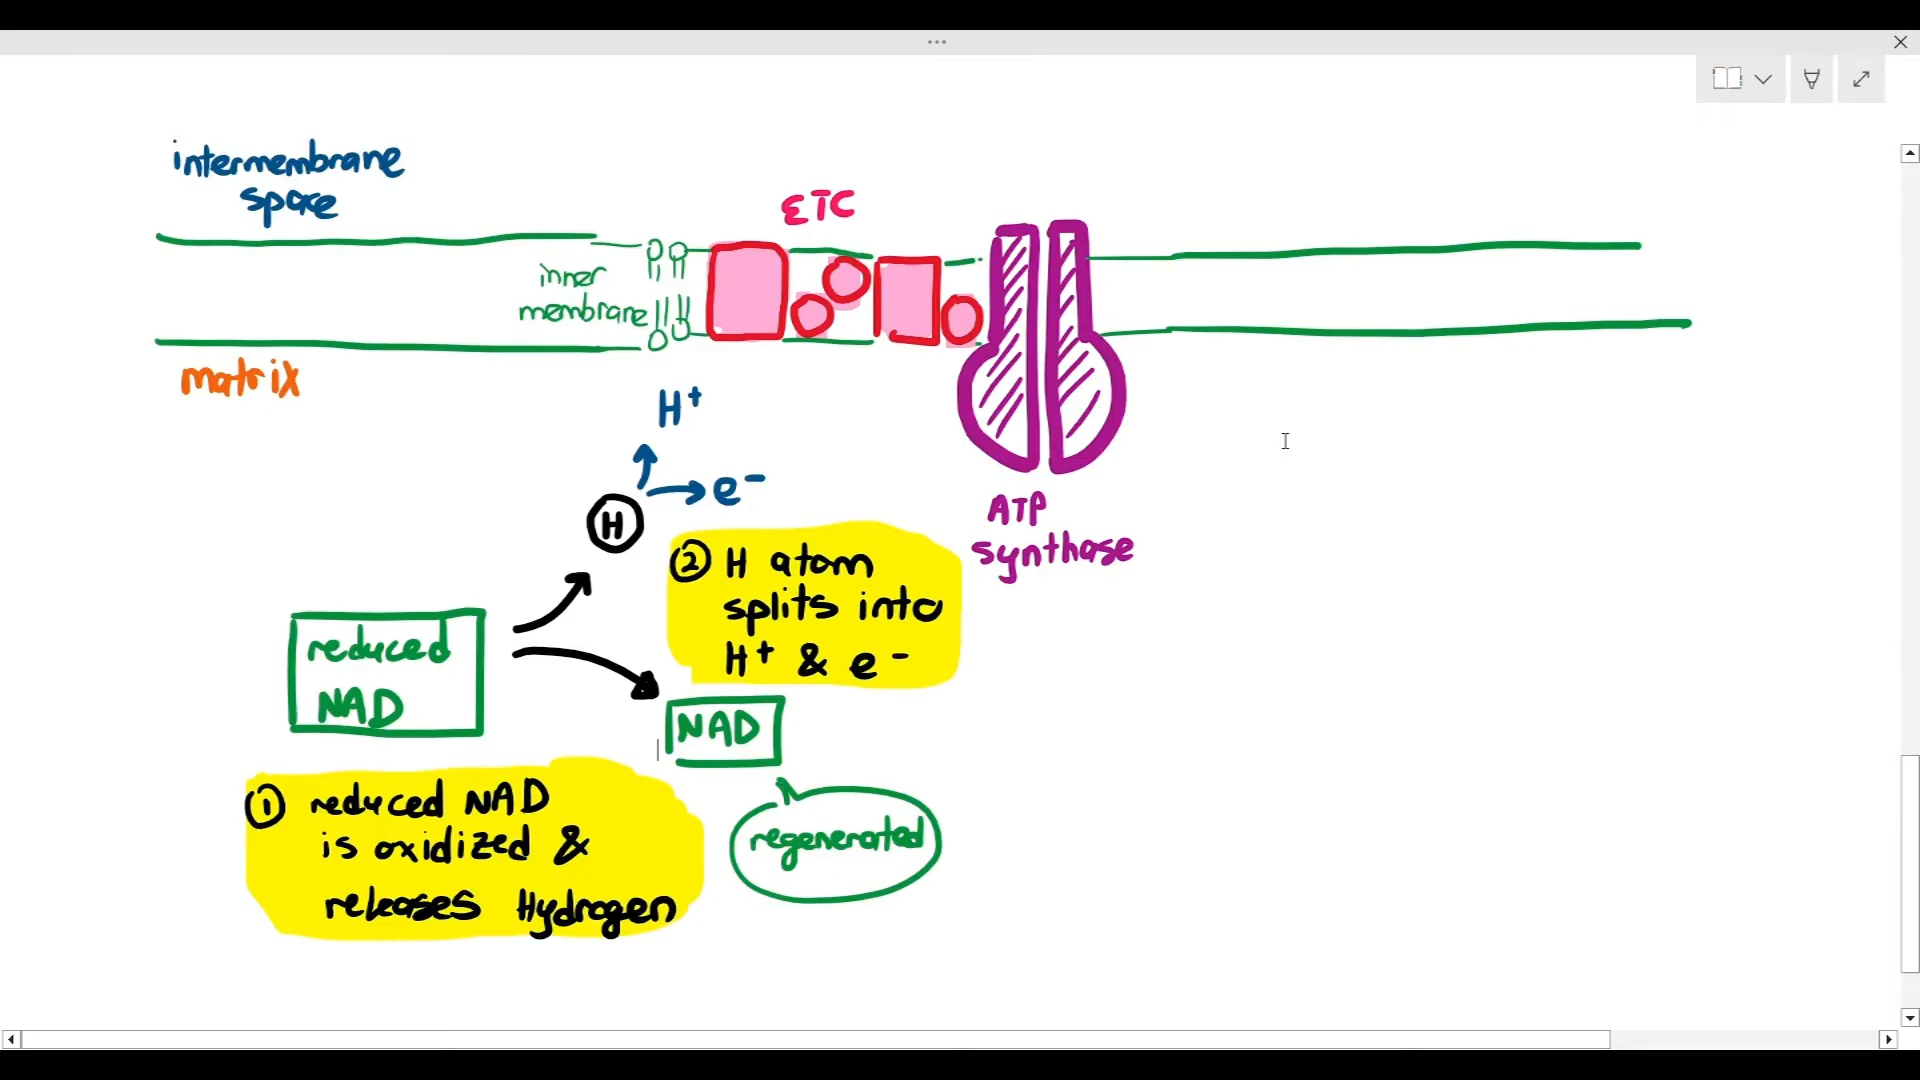 intermembrane
space
ETC
inner
membrane
matrix
H+
e-
H
ATP
synthase
② H atom
splits into
H+ & e-
reduced
NAD
NAD
① reduced NAD
is oxidized &
releases Hydrogen
regenerated